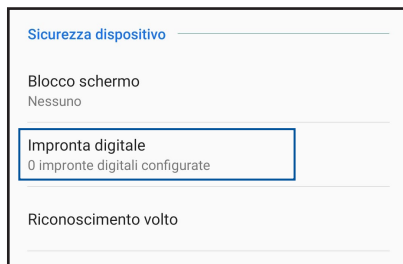 Sicurezza dispositivo
Blocco schermo
Nessuno
Impronta digitale
0 impronte digitali configurate
Riconoscimento volto